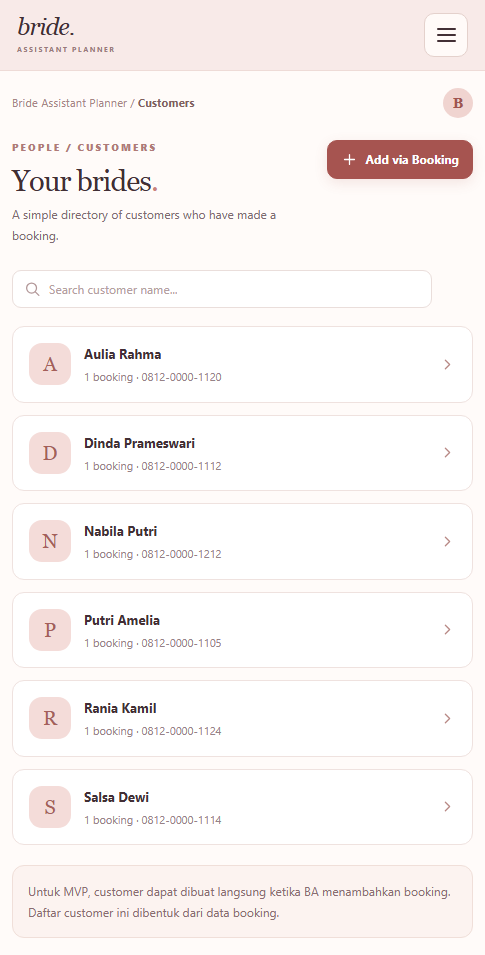 bride.
ASSISTANT PLANNER
Bride Assistant Planner / Customers
B
PEOPLE / CUSTOMERS
+ Add via Booking
Your brides.
A simple directory of customers who have made a
booking.
Search customer name...
A
Aulia Rahma
1 booking · 0812-0000-1120
D
Dinda Prameswari
1 booking · 0812-0000-1112
N
Nabila Putri
1 booking · 0812-0000-1212
P
Putri Amelia
1 booking · 0812-0000-1105
R
Rania Kamil
1 booking · 0812-0000-1124
S
Salsa Dewi
1 booking · 0812-0000-1114
Untuk MVP, customer dapat dibuat langsung ketika BA menambahkan booking.
Daftar customer ini dibentuk dari data booking.